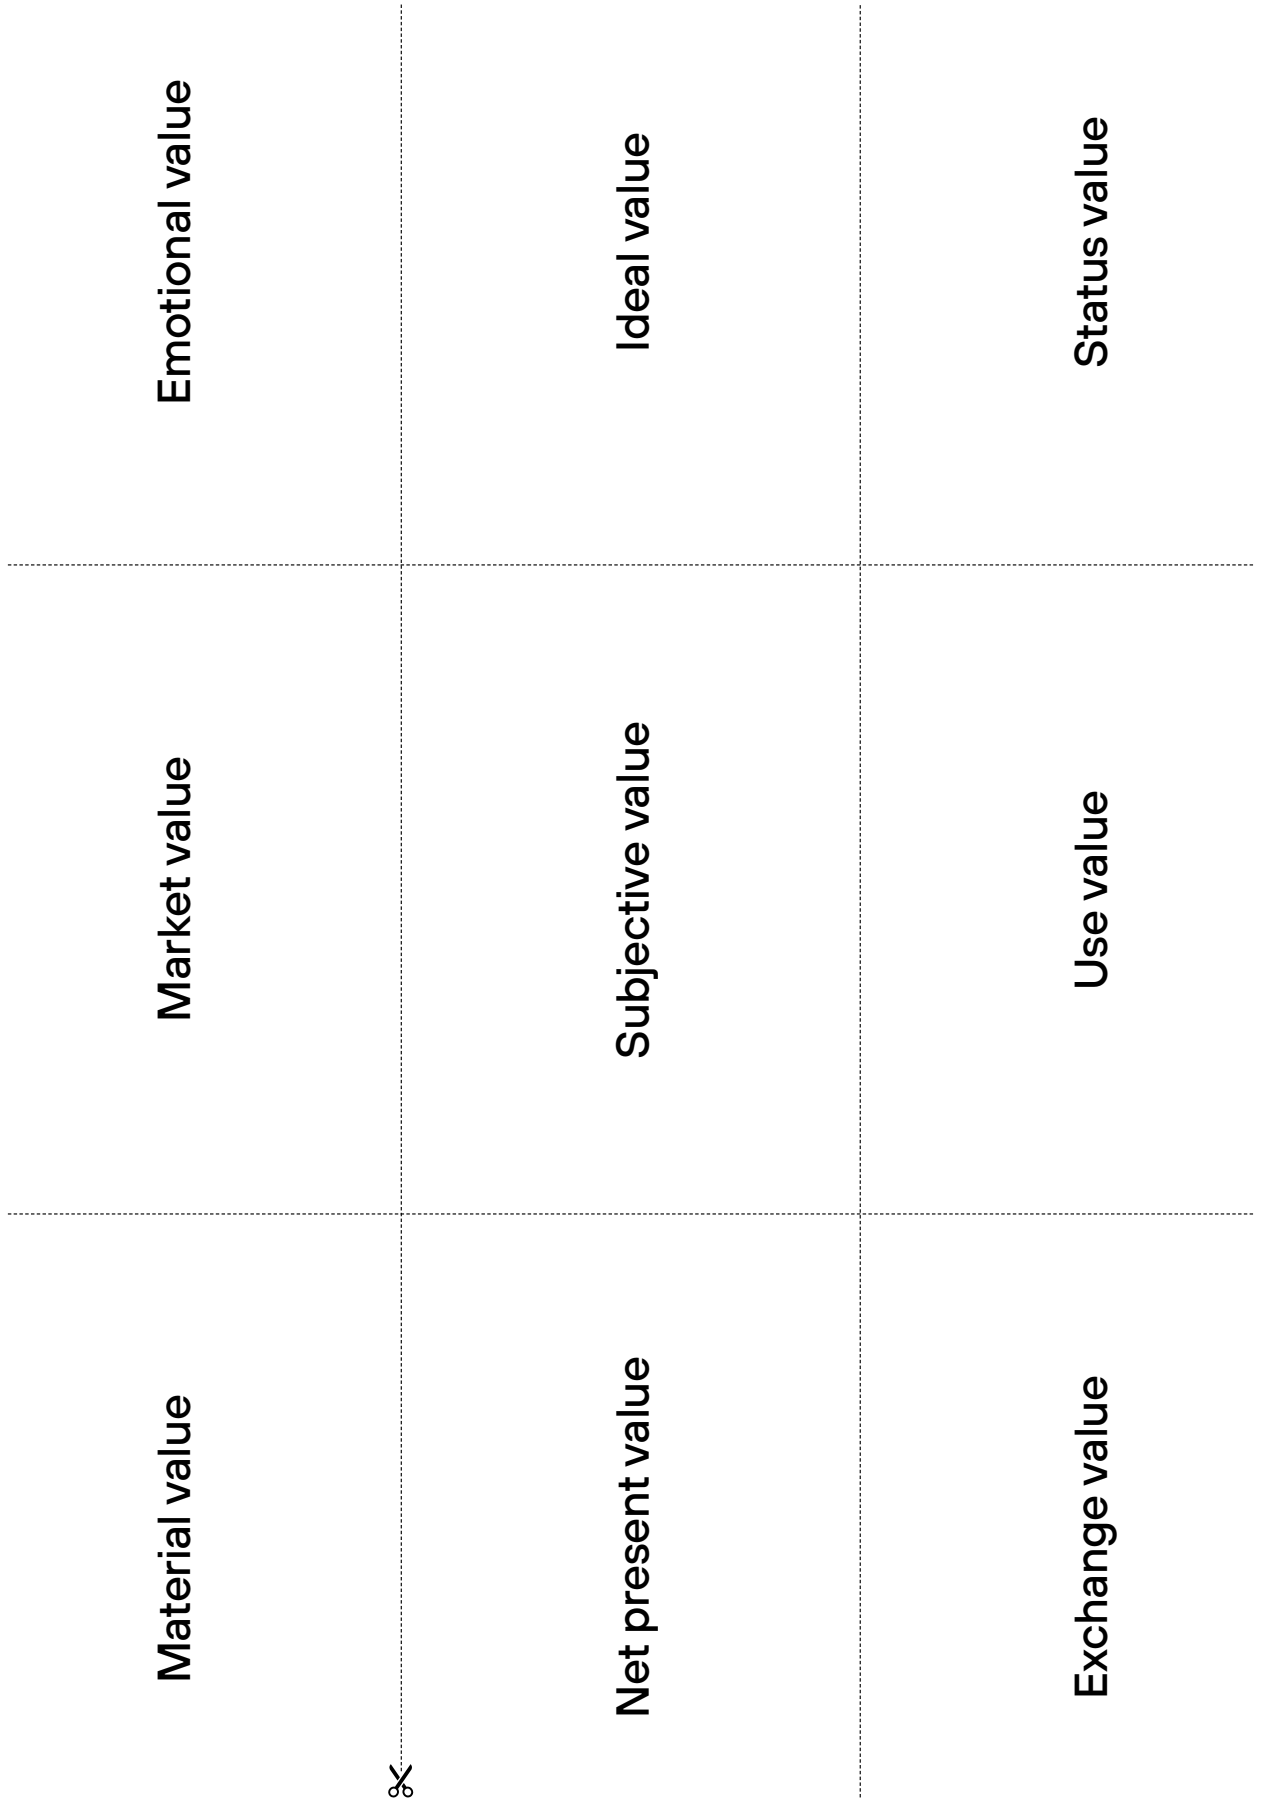 Material value
Market value
Emotional value
Net present value
Subjective value
Ideal value
Exchange value
Use value
Status value